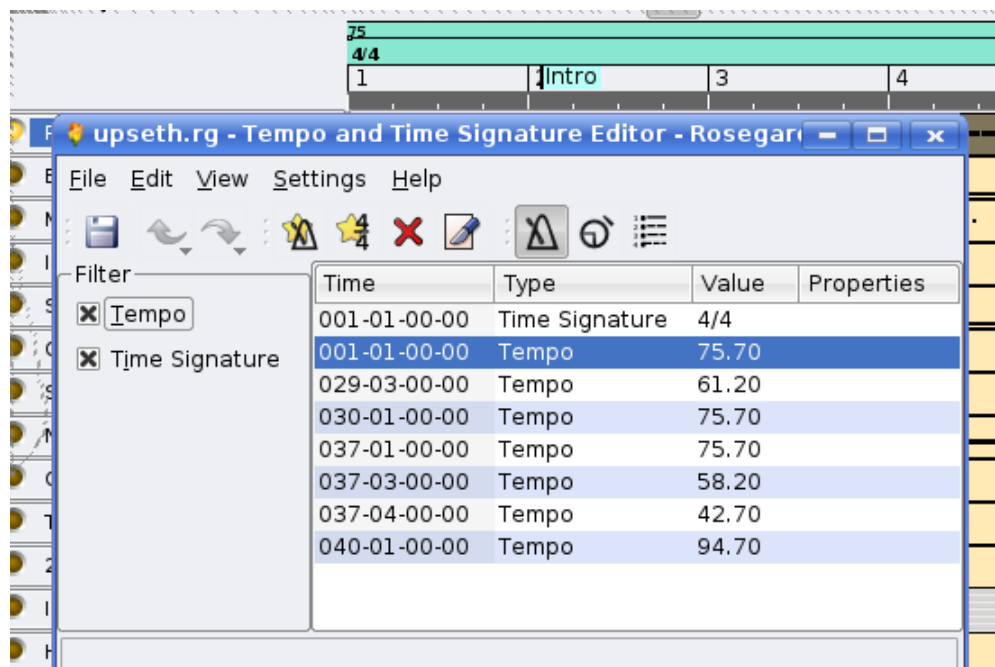 75
4/4
1 2 Intro 3 4
upseth.rg - Tempo and Time Signature Editor - Rosegar
File Edit View Settings Help
Filter
Tempo
Time Signature
Time Type Value Properties
001-01-00-00 Time Signature 4/4
001-01-00-00 Tempo 75.70
029-03-00-00 Tempo 61.20
030-01-00-00 Tempo 75.70
037-01-00-00 Tempo 75.70
037-03-00-00 Tempo 58.20
037-04-00-00 Tempo 42.70
040-01-00-00 Tempo 94.70